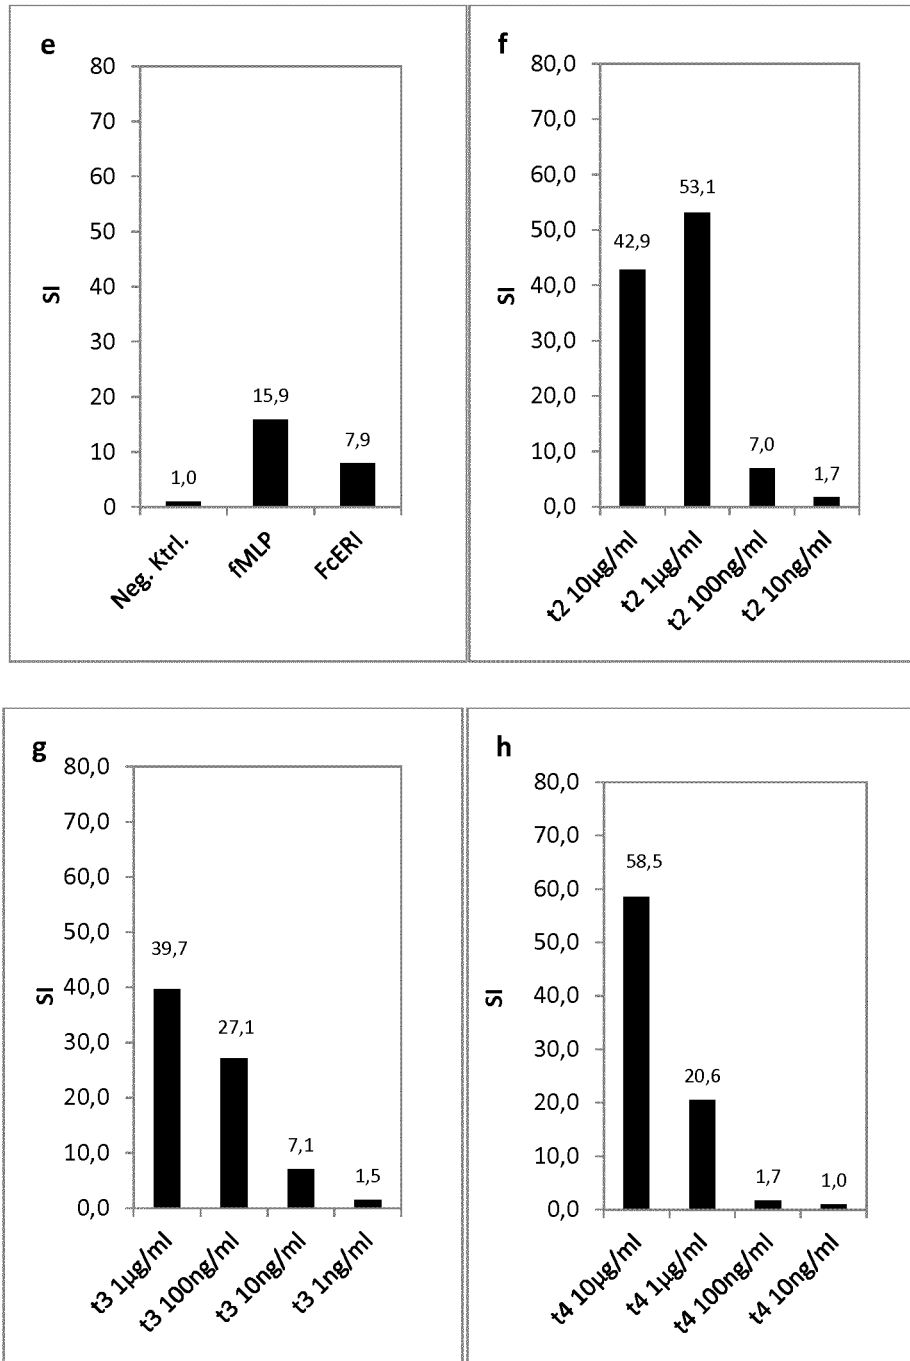 e
80
70
60
50
40
30
20
10
0
SI
1,0
15,9
7,9
Neg. Ktrl.
fMLP
FcERI
f
80,0
70,0
60,0
50,0
40,0
30,0
20,0
10,0
0,0
SI
42,9
53,1
7,0
1,7
t2 10µg/ml
t2 1µg/ml
t2 100ng/ml
t2 10ng/ml
g
80,0
70,0
60,0
50,0
40,0
30,0
20,0
10,0
0,0
SI
39,7
27,1
7,1
1,5
t3 1µg/ml
t3 100ng/ml
t3 10ng/ml
t3 1ng/ml
h
80,0
70,0
60,0
50,0
40,0
30,0
20,0
10,0
0,0
SI
58,5
20,6
1,7
1,0
t4 10µg/ml
t4 1µg/ml
t4 100ng/ml
t4 10ng/ml